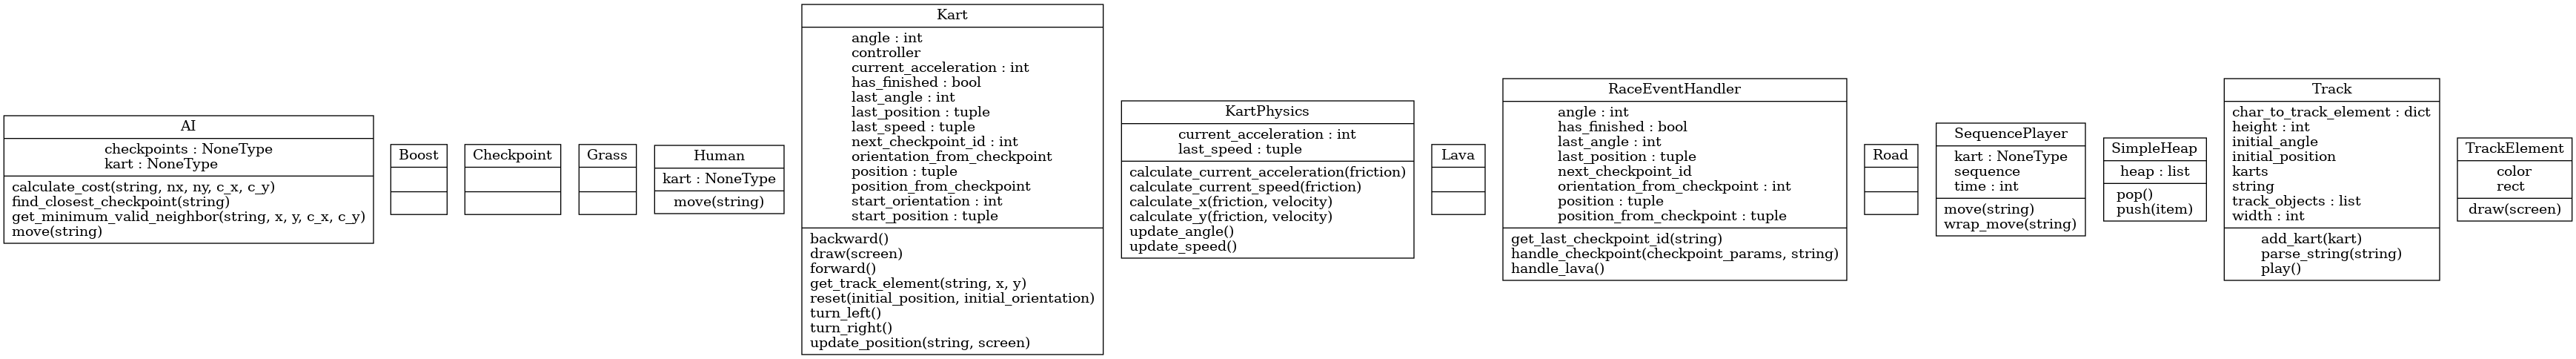 AI
checkpoints : NoneType
kart : NoneType
calculate_cost(string, nx, ny, c_x, c_y)
find_closest_checkpoint(string)
get_minimum_valid_neighbor(string, x, y, c_x, c_y)
move(string)
Boost
Checkpoint
Grass
Human
kart : NoneType
move(string)
Kart
angle : int
controller
current_acceleration : int
has_finished : bool
last_angle : int
last_position : tuple
last_speed : tuple
next_checkpoint_id : int
orientation_from_checkpoint
position : tuple
position_from_checkpoint
start_orientation : int
start_position : tuple
backward()
draw(screen)
forward()
get_track_element(string, x, y)
reset(initial_position, initial_orientation)
turn_left()
turn_right()
update_position(string, screen)
KartPhysics
current_acceleration : int
last_speed : tuple
calculate_current_acceleration(friction)
calculate_current_speed(friction)
calculate_x(friction, velocity)
calculate_y(friction, velocity)
update_angle()
update_speed()
Lava
RaceEventHandler
angle : int
has_finished : bool
last_angle : int
last_position : tuple
next_checkpoint_id
orientation_from_checkpoint : int
position : tuple
position_from_checkpoint : tuple
get_last_checkpoint_id(string)
handle_checkpoint(checkpoint_params, string)
handle_lava()
Road
SequencePlayer
kart : NoneType
sequence
time : int
move(string)
wrap_move(string)
SimpleHeap
heap : list
pop()
push(item)
Track
char_to_track_element : dict
height : int
initial_angle
initial_position
karts
string
track_objects : list
width : int
add_kart(kart)
parse_string(string)
play()
TrackElement
color
rect
draw(screen)